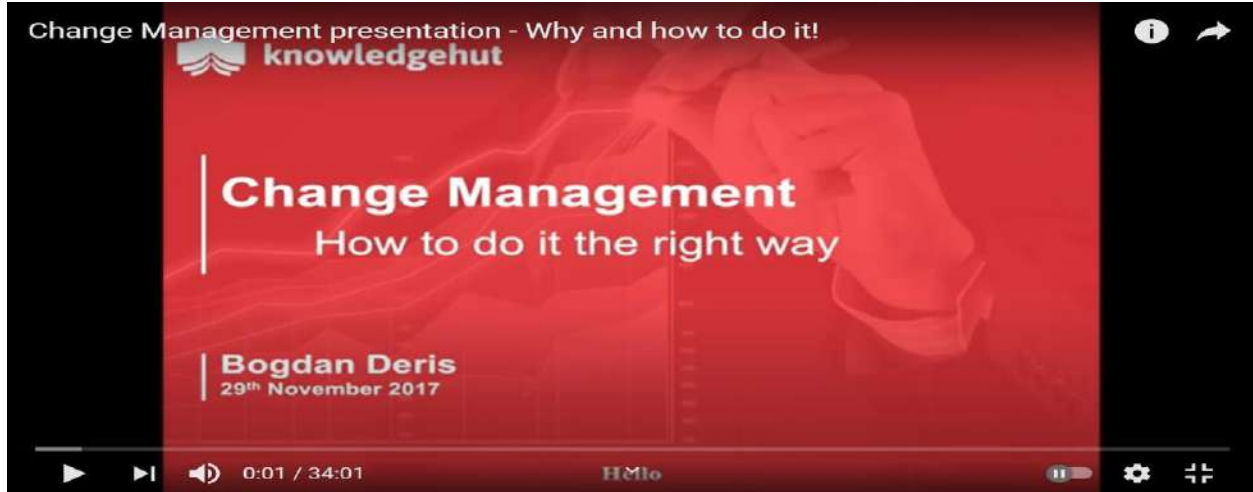 Change Management presentation - Why and how to do it!
knowledgehut
Change Management
How to do it the right way
Bogdan Deris
29th November 2017
0:01 / 34:01
Hello